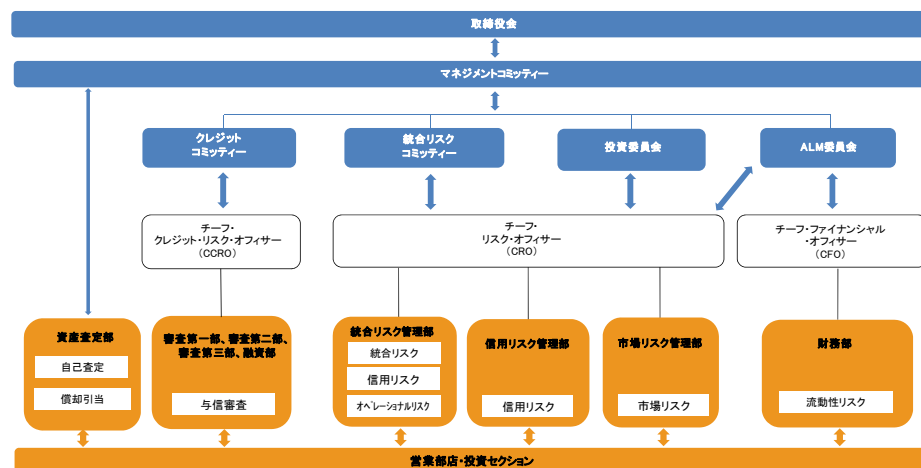 取締役会
マネジメントコミッティー
クレジット
コミッティー
統合リスク
コミッティー
投資委員会
ALM委員会
チーフ・
クレジット・リスク・オフィサー
(CCRO)
チーフ・
リスク・オフィサー
(CRO)
チーフ・ファイナンシャル
・オフィサー
(CFO)
資産査定部
自己査定
償却引当
審査第一部、審査第二部、
審査第三部、融資部
与信審査
統合リスク管理部
統合リスク
信用リスク
オペレーショナルリスク
信用リスク管理部
信用リスク
市場リスク管理部
市場リスク
財務部
流動性リスク
営業部店・投資セクション